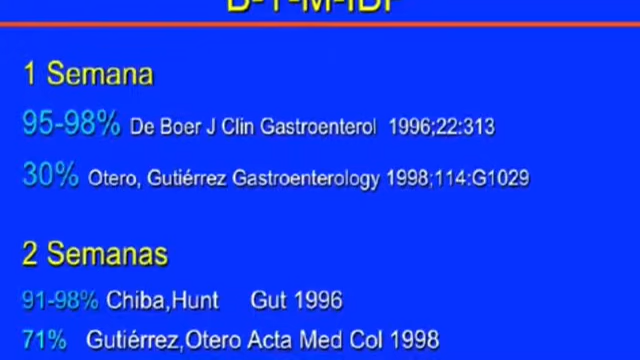 B-T-M-IBP
1 Semana
95-98% De Boer J Clin Gastroenterol 1996;22:313
30% Otero, Gutiérrez Gastroenterology 1998;114:G1029
2 Semanas
91-98% Chiba,Hunt Gut 1996
71% Gutiérrez,Otero Acta Med Col 1998